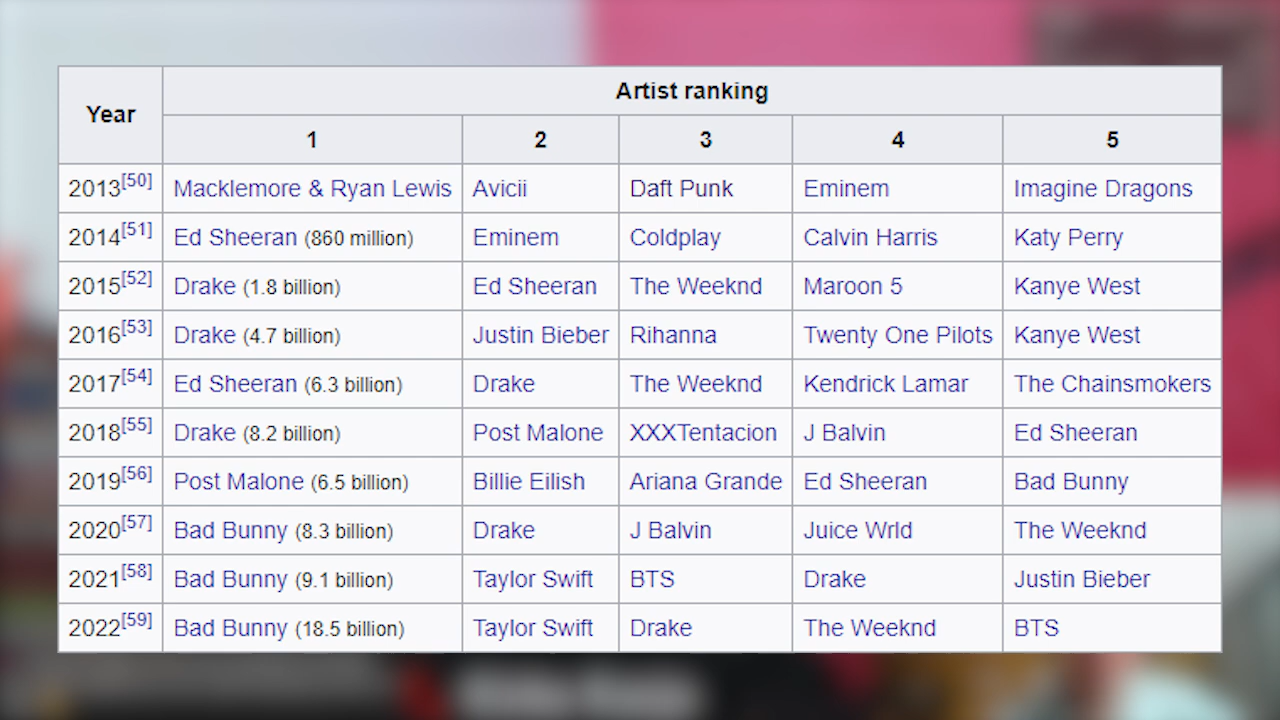 Year Artist ranking
1 2 3 4 5
2013[50] Macklemore & Ryan Lewis Avicii Daft Punk Eminem Imagine Dragons
2014[51] Ed Sheeran (860 million) Eminem Coldplay Calvin Harris Katy Perry
2015[52] Drake (1.8 billion) Ed Sheeran The Weeknd Maroon 5 Kanye West
2016[53] Drake (4.7 billion) Justin Bieber Rihanna Twenty One Pilots Kanye West
2017[54] Ed Sheeran (6.3 billion) Drake The Weeknd Kendrick Lamar The Chainsmokers
2018[55] Drake (8.2 billion) Post Malone XXXTentacion J Balvin Ed Sheeran
2019[56] Post Malone (6.5 billion) Billie Eilish Ariana Grande Ed Sheeran Bad Bunny
2020[57] Bad Bunny (8.3 billion) Drake J Balvin Juice Wrld The Weeknd
2021[58] Bad Bunny (9.1 billion) Taylor Swift BTS Drake Justin Bieber
2022[59] Bad Bunny (18.5 billion) Taylor Swift Drake The Weeknd BTS